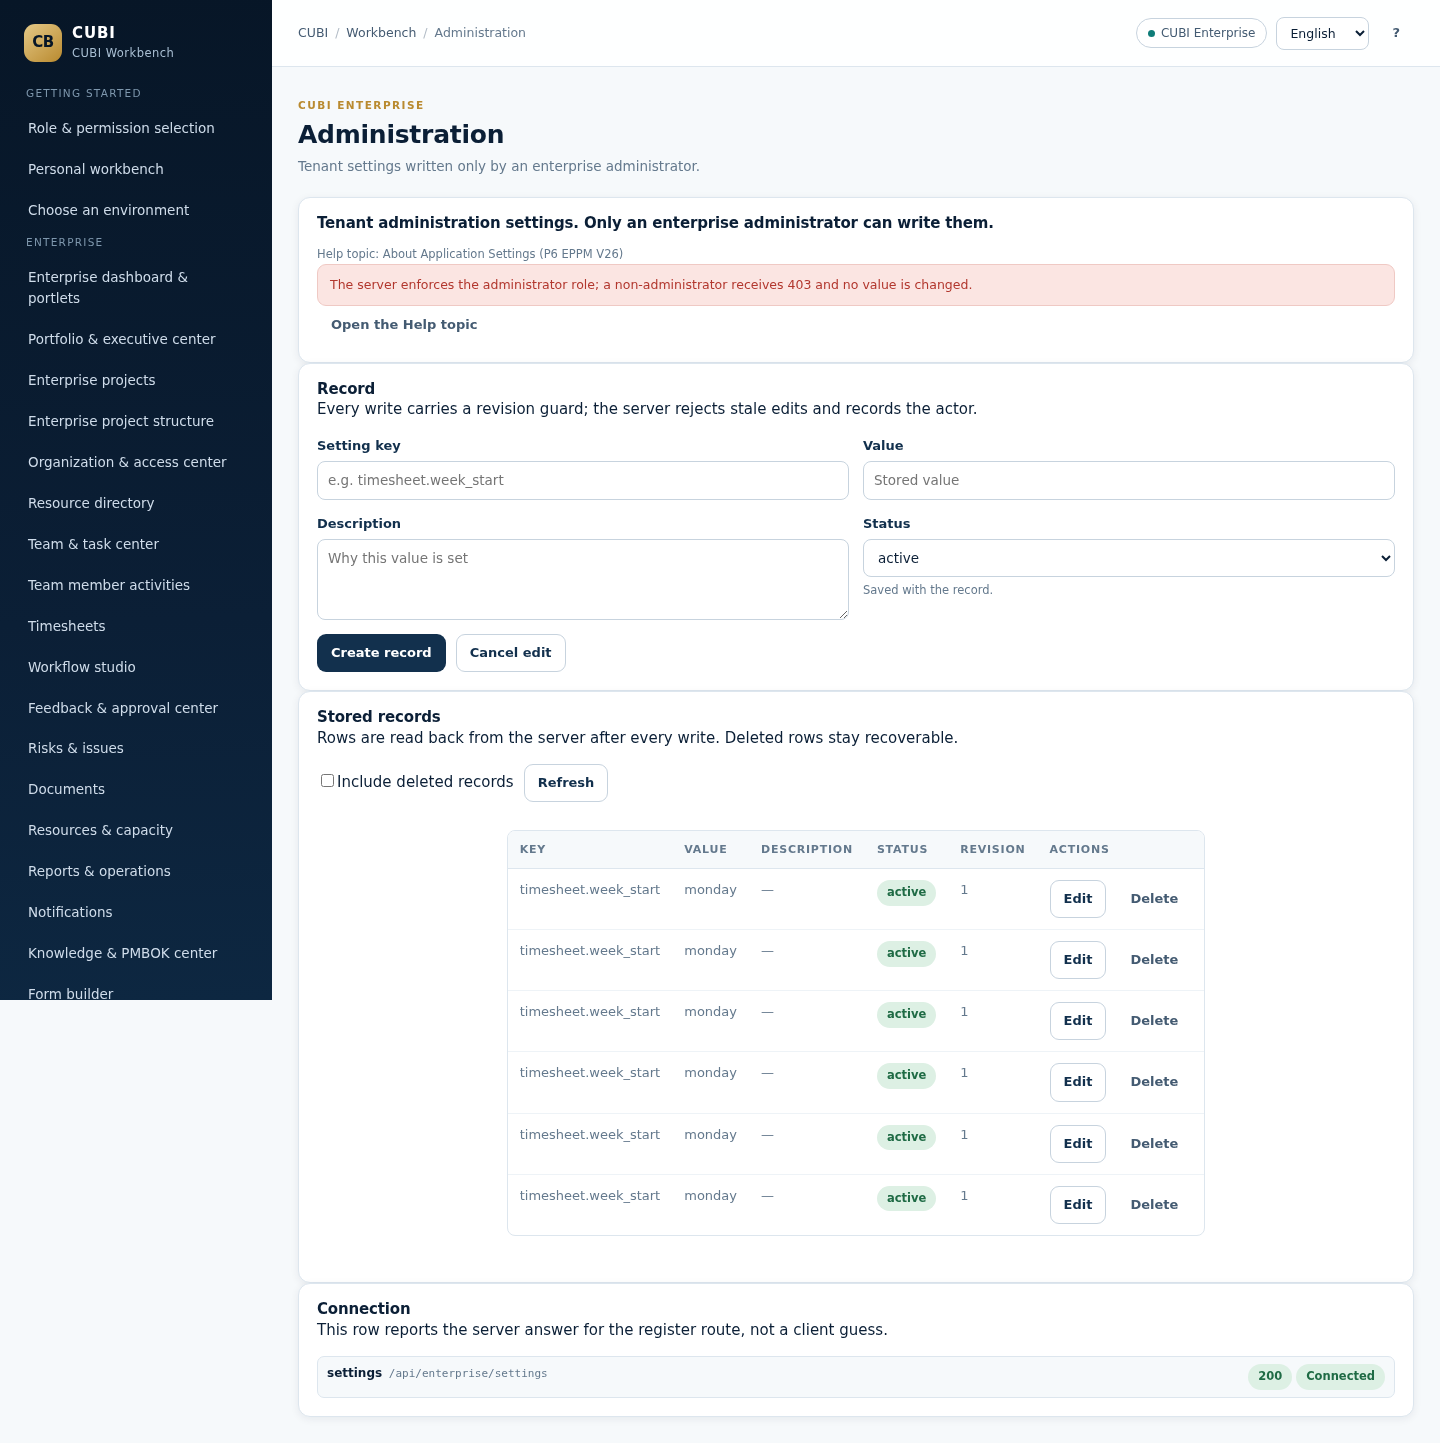 CB
CUBI
CUBI Workbench
GETTING STARTED
Role & permission selection
Personal workbench
Choose an environment
ENTERPRISE
Enterprise dashboard &
portlets
Portfolio & executive center
Enterprise projects
Enterprise project structure
Organization & access center
Resource directory
Team & task center
Team member activities
Timesheets
Workflow studio
Feedback & approval center
Risks & issues
Documents
Resources & capacity
Reports & operations
Notifications
Knowledge & PMBOK center
Form builder
CUBI / Workbench / Administration
CUBI Enterprise
English
?
CUBI ENTERPRISE
Administration
Tenant settings written only by an enterprise administrator.
Tenant administration settings. Only an enterprise administrator can write them.
Help topic: About Application Settings (P6 EPPM V26)
The server enforces the administrator role; a non-administrator receives 403 and no value is changed.
Open the Help topic
Record
Every write carries a revision guard; the server rejects stale edits and records the actor.
Setting key
e.g. timesheet.week_start
Value
Stored value
Description
Why this value is set
Status
active
Saved with the record.
Create record
Cancel edit
Stored records
Rows are read back from the server after every write. Deleted rows stay recoverable.
Include deleted records
Refresh
KEY VALUE DESCRIPTION STATUS REVISION ACTIONS
timesheet.week_start monday — active 1 Edit Delete
timesheet.week_start monday — active 1 Edit Delete
timesheet.week_start monday — active 1 Edit Delete
timesheet.week_start monday — active 1 Edit Delete
timesheet.week_start monday — active 1 Edit Delete
timesheet.week_start monday — active 1 Edit Delete
Connection
This row reports the server answer for the register route, not a client guess.
settings /api/enterprise/settings 200 Connected